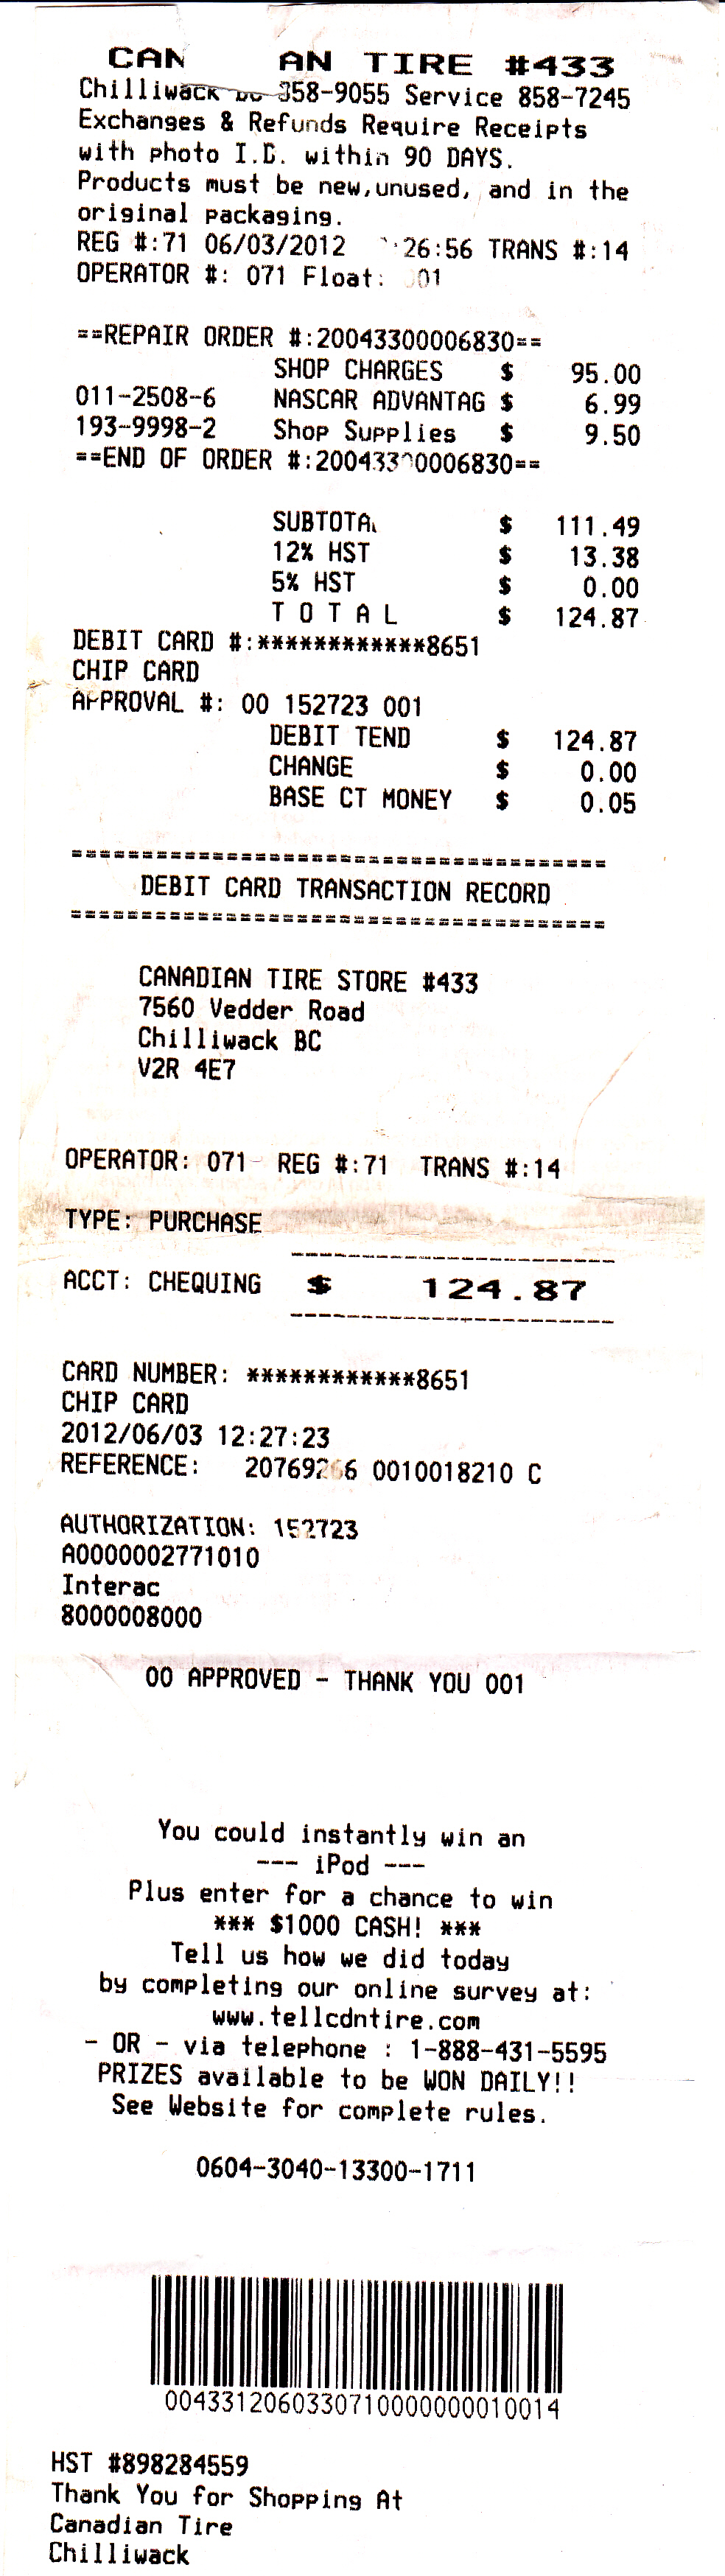 CAN AN TIRE #433
Chilliwack 858-9055 Service 858-7245
Exchanges & Refunds Require Receipts
with photo I.D. within 90 DAYS.
Products must be new,unused, and in the
original packaging.
REG #:71 06/03/2012 26:56 TRANS #:14
OPERATOR #: 071 Float: 01
==REPAIR ORDER #:20043300006830==
SHOP CHARGES $ 95.00
011-2508-6 NASCAR ADVANTAG $ 6.99
193-9998-2 Shop Supplies $ 9.50
==END OF ORDER #:20043300006830==
SUBTOTAL $ 111.49
12% HST $ 13.38
5% HST $ 0.00
T O T A L $ 124.87
DEBIT CARD #:************8651
CHIP CARD
APPROVAL #: 00 152723 001
DEBIT TEND $ 124.87
CHANGE $ 0.00
BASE CT MONEY $ 0.05
======================================
DEBIT CARD TRANSACTION RECORD
======================================
CANADIAN TIRE STORE #433
7560 Vedder Road
Chilliwack BC
V2R 4E7
OPERATOR: 071 REG #:71 TRANS #:14
TYPE: PURCHASE
ACCT: CHEQUING $ 124.87
CARD NUMBER: ************8651
CHIP CARD
2012/06/03 12:27:23
REFERENCE: 20769266 0010018210 C
AUTHORIZATION: 152723
A0000002771010
Interac
8000008000
00 APPROVED - THANK YOU 001
You could instantly win an
--- iPod ---
Plus enter for a chance to win
*** $1000 CASH! ***
Tell us how we did today
by completing our online survey at:
www.tellcdntire.com
- OR - via telephone : 1-888-431-5595
PRIZES available to be WON DAILY!!
See Website for complete rules.
0604-3040-13300-1711
0043312060330710000000010014
HST #898284559
Thank You for Shopping At
Canadian Tire
Chilliwack